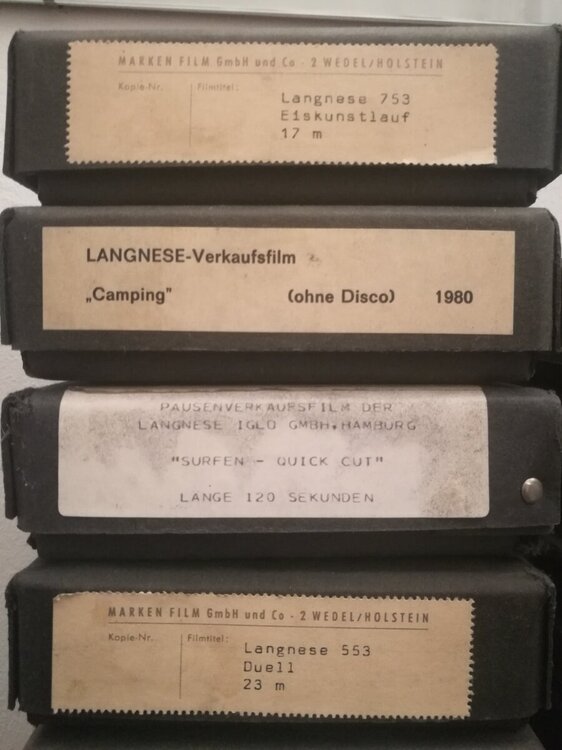 MARKEN FILM GmbH und Co - 2 WEDEL/HOLSTEIN
Kopie-Nr. Filmtitel:
Langnese 753
Eiskunstlauf
17 m
LANGNESE-Verkaufsfilm
„Camping” (ohne Disco) 1980
PAUSENVERKAUFSFILM DER
LANGNESE IGLO GMBH,HAMBURG
"SURFEN - QUICK CUT"
LANGE 120 SEKUNDEN
MARKEN FILM GmbH und Co - 2 WEDEL/HOLSTEIN
Kopie-Nr. Filmtitel:
Langnese 553
Duell
23 m